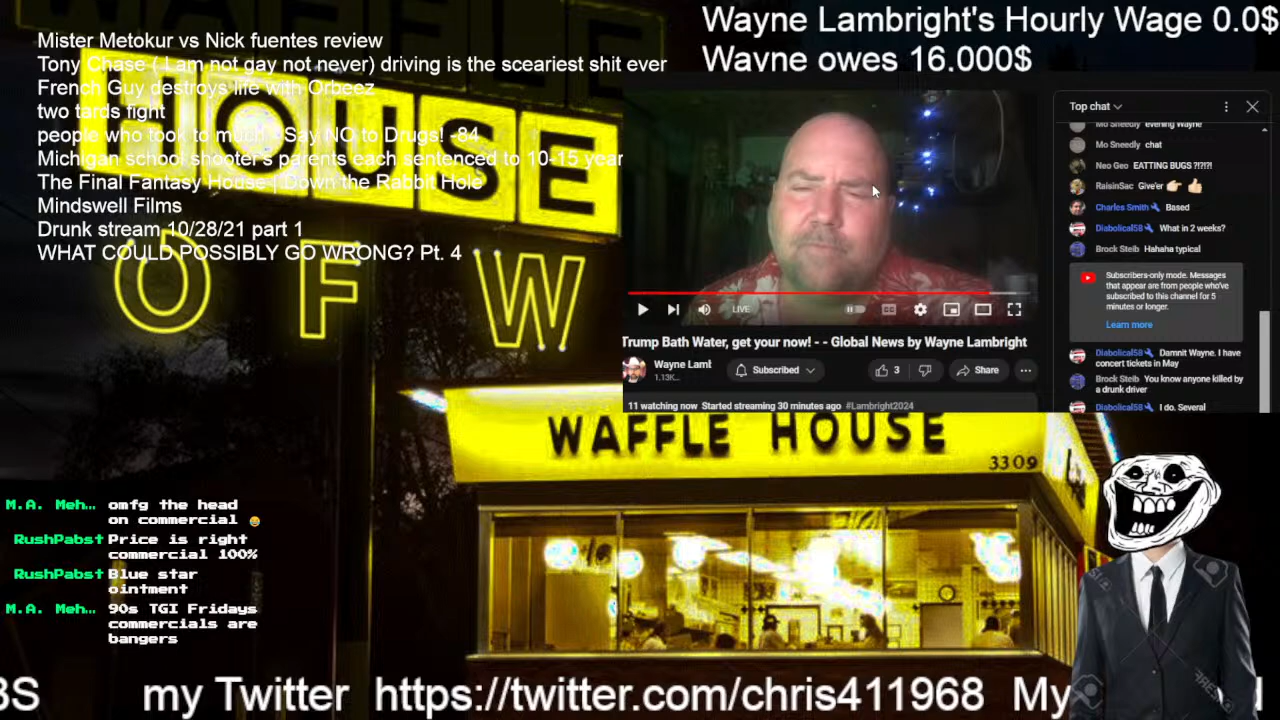 Mister Metokur vs Nick fuentes review
Tony Chase ( I am not gay not never) driving is the sceariest shit ever
French Guy destroys life with Orbeez
two tards fight
people who took to much - Say NO to Drugs! -84
Michigan school shooter's parents each sentenced to 10-15 year
The Final Fantasy House | Down the Rabbit Hole
Mindswell Films
Drunk stream 10/28/21 part 1
WHAT COULD POSSIBLY GO WRONG? Pt. 4
WAFFLE
HOUSE
O F W
Wayne Lambright's Hourly Wage 0.0$
Wayne owes 16.000$
LIVE
Trump Bath Water, get your now! - - Global News by Wayne Lambright
Wayne Lamb
1.13K...
Subscribed
3
Share
11 watching now Started streaming 30 minutes ago #Lambright2024
Top chat
Mo Sneedly evening Wayne
Mo Sneedly chat
Neo Geo EATTING BUGS ?!?!?!
RaisinSac Give'er
Charles Smith Based
Diabolical58 What in 2 weeks?
Brock Steib Hahaha typical
Subscribers-only mode. Messages
that appear are from people who've
subscribed to this channel for 5
minutes or longer.
Learn more
Diabolical58 Damnit Wayne. I have
concert tickets in May
Brock Steib You know anyone killed by
a drunk driver
Diabolical58 I do. Several
WAFFLE HOUSE
3309
M.A. Meh… omfg the head
on commercial
RushPabst Price is right
commercial 100%
RushPabst Blue star
ointment
M.A. Meh… 90s TGI Fridays
commercials are
bangers
BS my Twitter https://twitter.com/chris411968 My